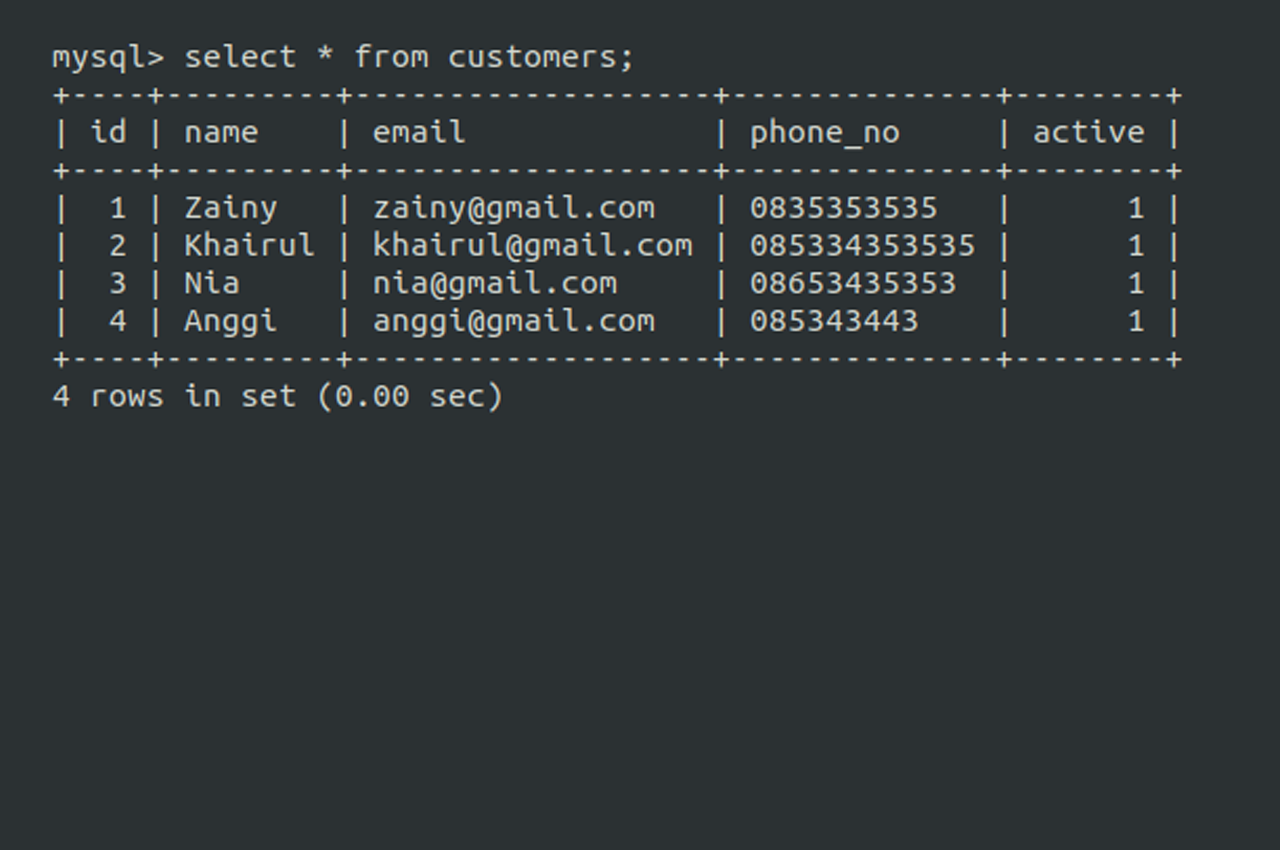 mysql> select * from customers;
+----+---------+-------------------+--------------+--------+
| id | name    | email             | phone_no     | active |
+----+---------+-------------------+--------------+--------+
|  1 | Zainy   | zainy@gmail.com   | 0835353535   |      1 |
|  2 | Khairul | khairul@gmail.com | 085334353535 |      1 |
|  3 | Nia     | nia@gmail.com     | 08653435353  |      1 |
|  4 | Anggi   | anggi@gmail.com   | 085343443    |      1 |
+----+---------+-------------------+--------------+--------+
4 rows in set (0.00 sec)